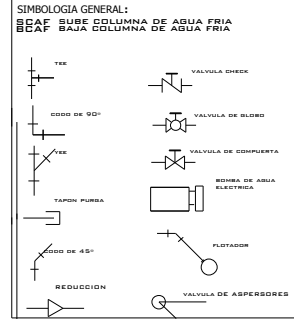 SIMBOLOGIA GENERAL:
SCAF SUBE COLUMNA DE AGUA FRIA
BCAF BAJA COLUMNA DE AGUA FRIA
TEE
VALVULA CHECK
CODO DE 90°
VALVULA DE GLOBO
YEE
VALVULA DE COMPUERTA
BOMBA DE AGUA
ELECTRICA
TAPON PURGA
CODO DE 45°
FLOTADOR
REDUCCION
VALVULA DE ASPERSORES